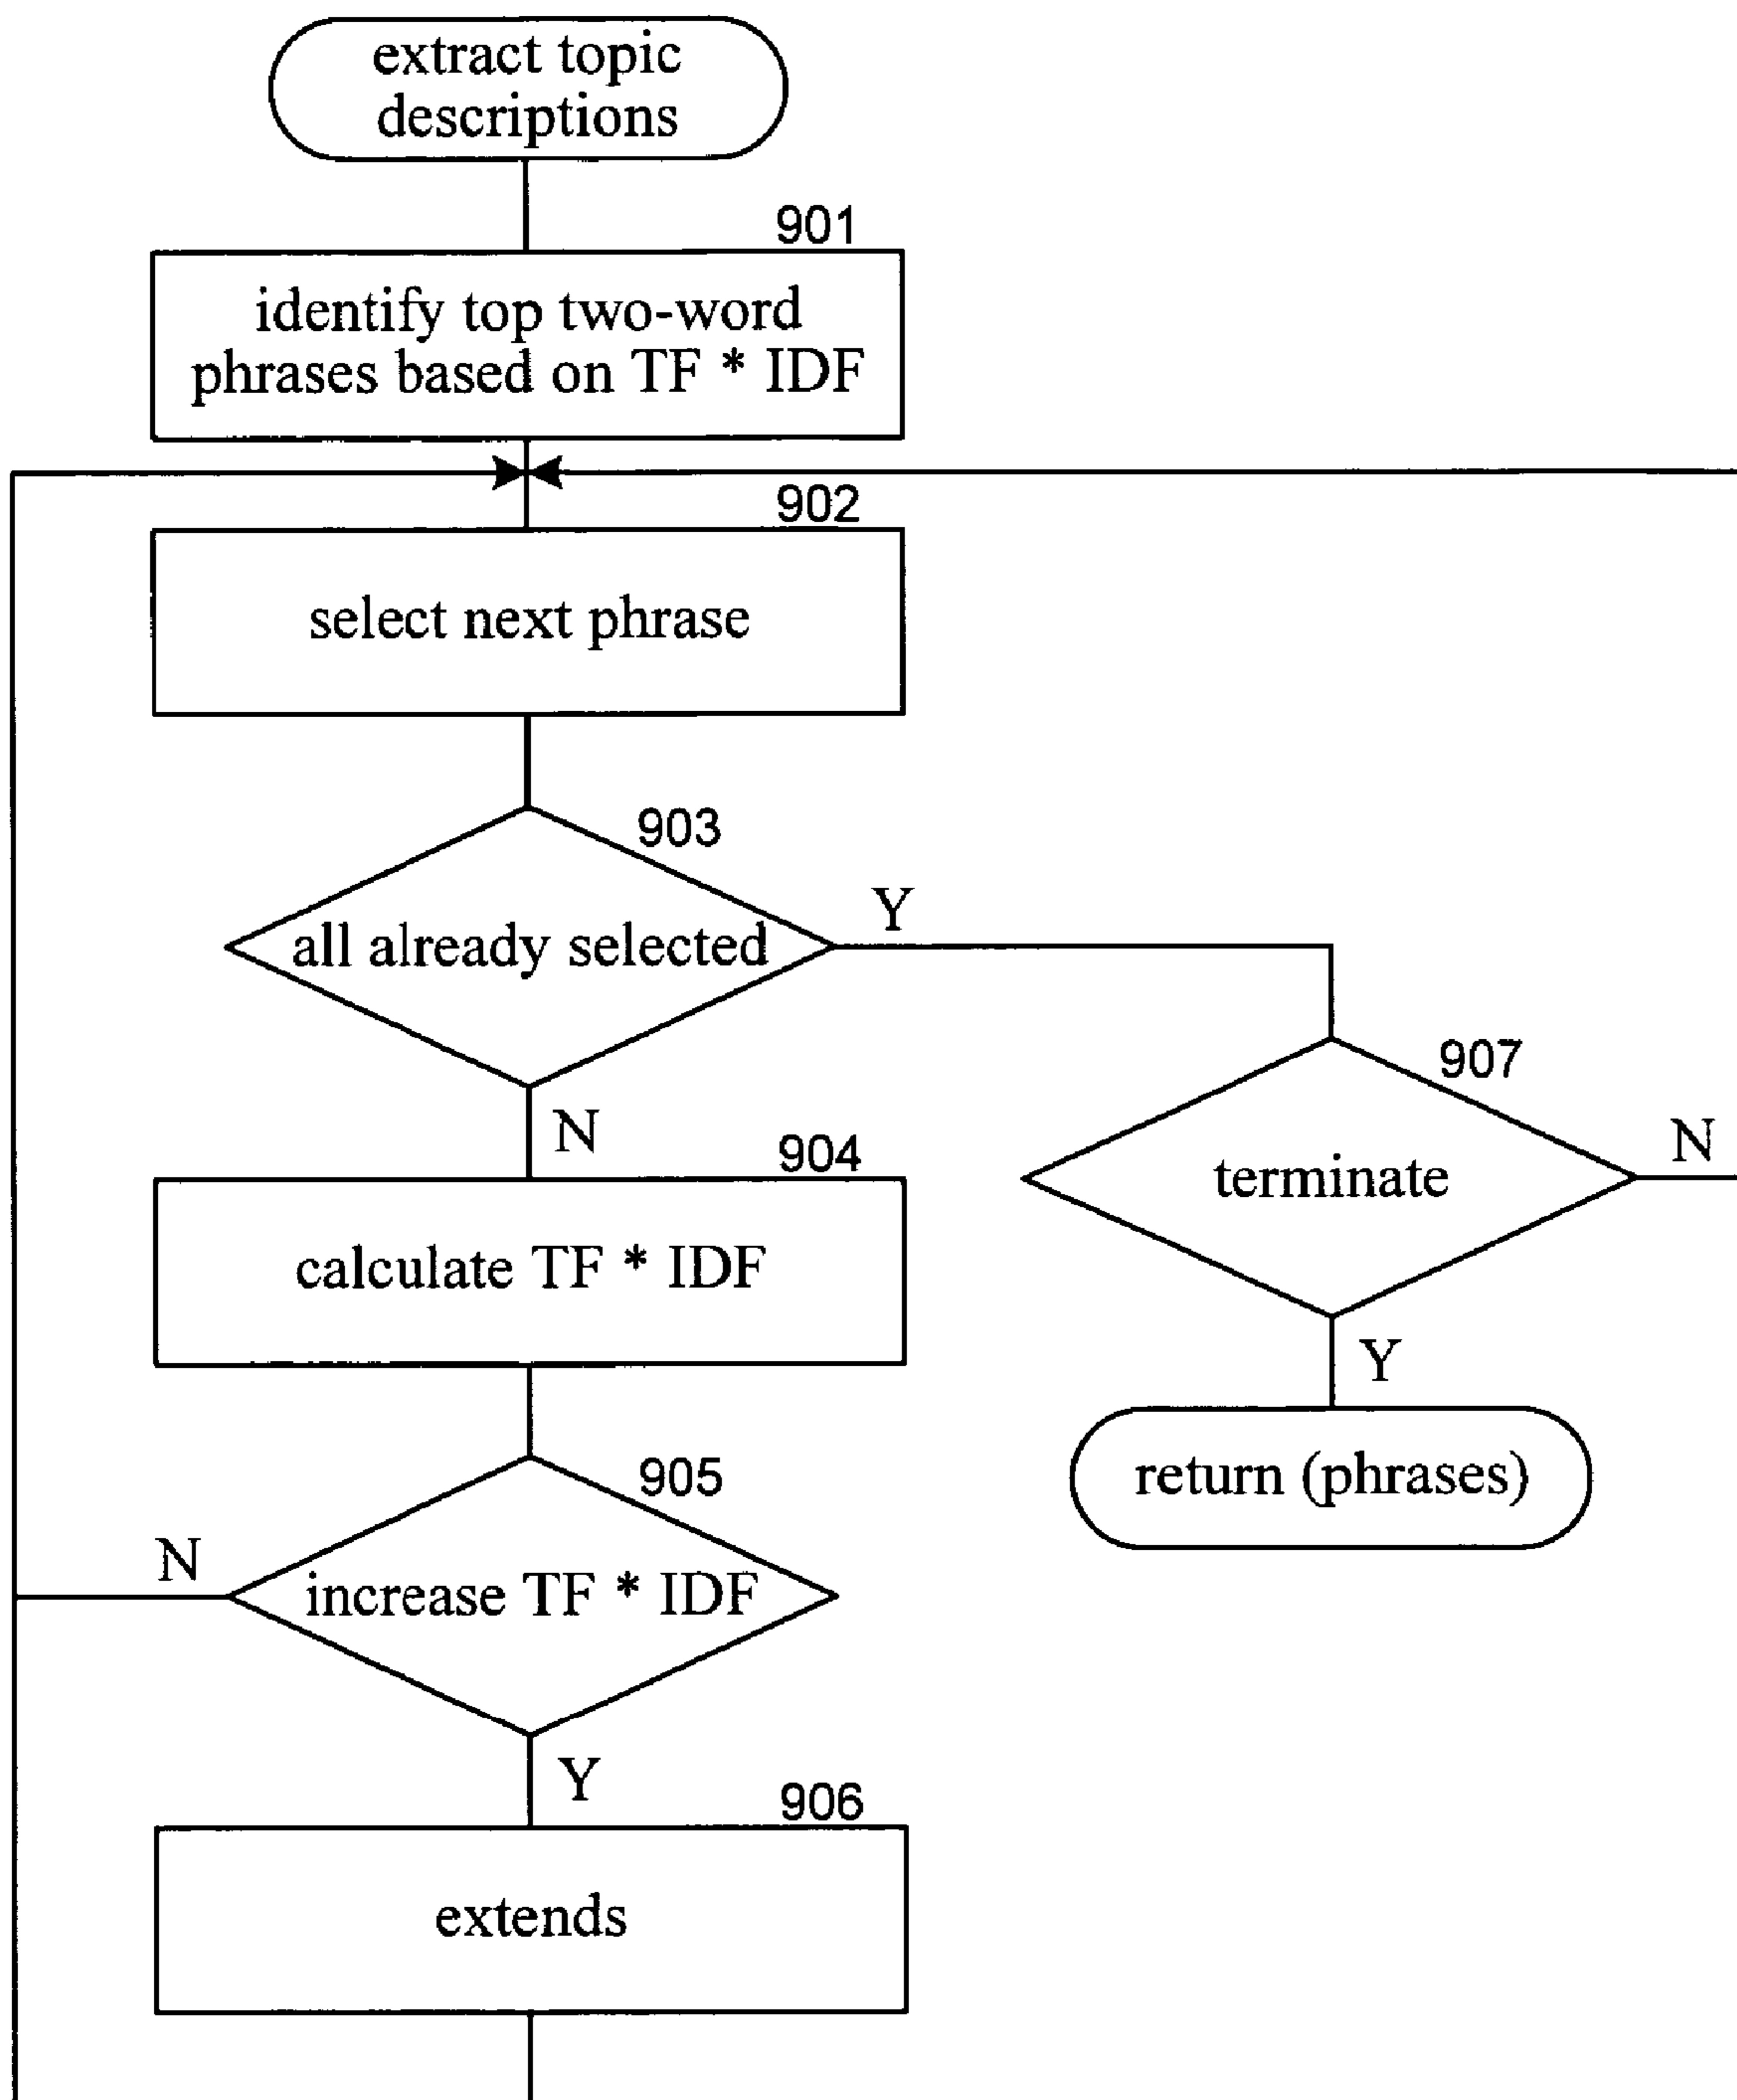 extract topic
descriptions
901
identify top two-word
phrases based on TF * IDF
902
select next phrase
903
all already selected
Y
N
907
terminate
N
Y
return (phrases)
904
calculate TF * IDF
905
increase TF * IDF
N
Y
906
extends